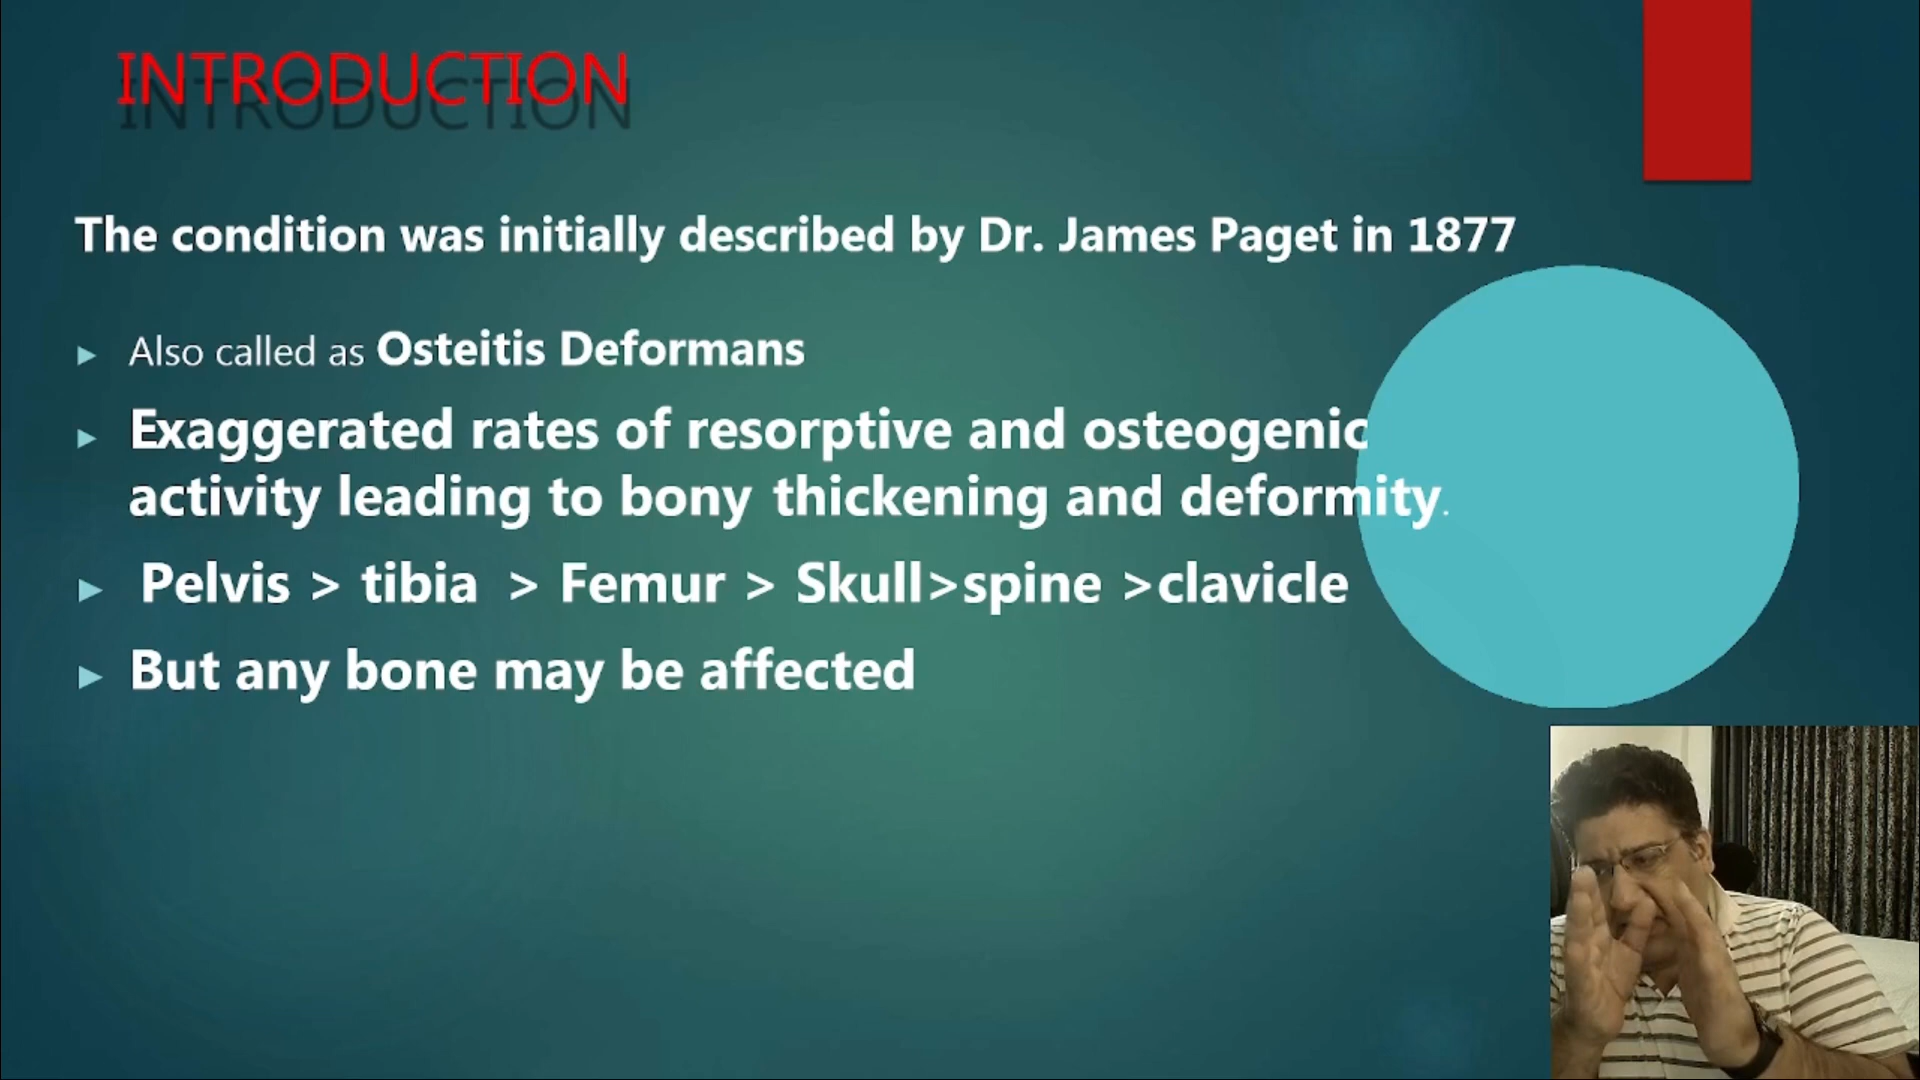 INTRODUCTION
The condition was initially described by Dr. James Paget in 1877
Also called as Osteitis Deformans
Exaggerated rates of resorptive and osteogenic
activity leading to bony thickening and deformity.
Pelvis > tibia > Femur > Skull>spine >clavicle
But any bone may be affected